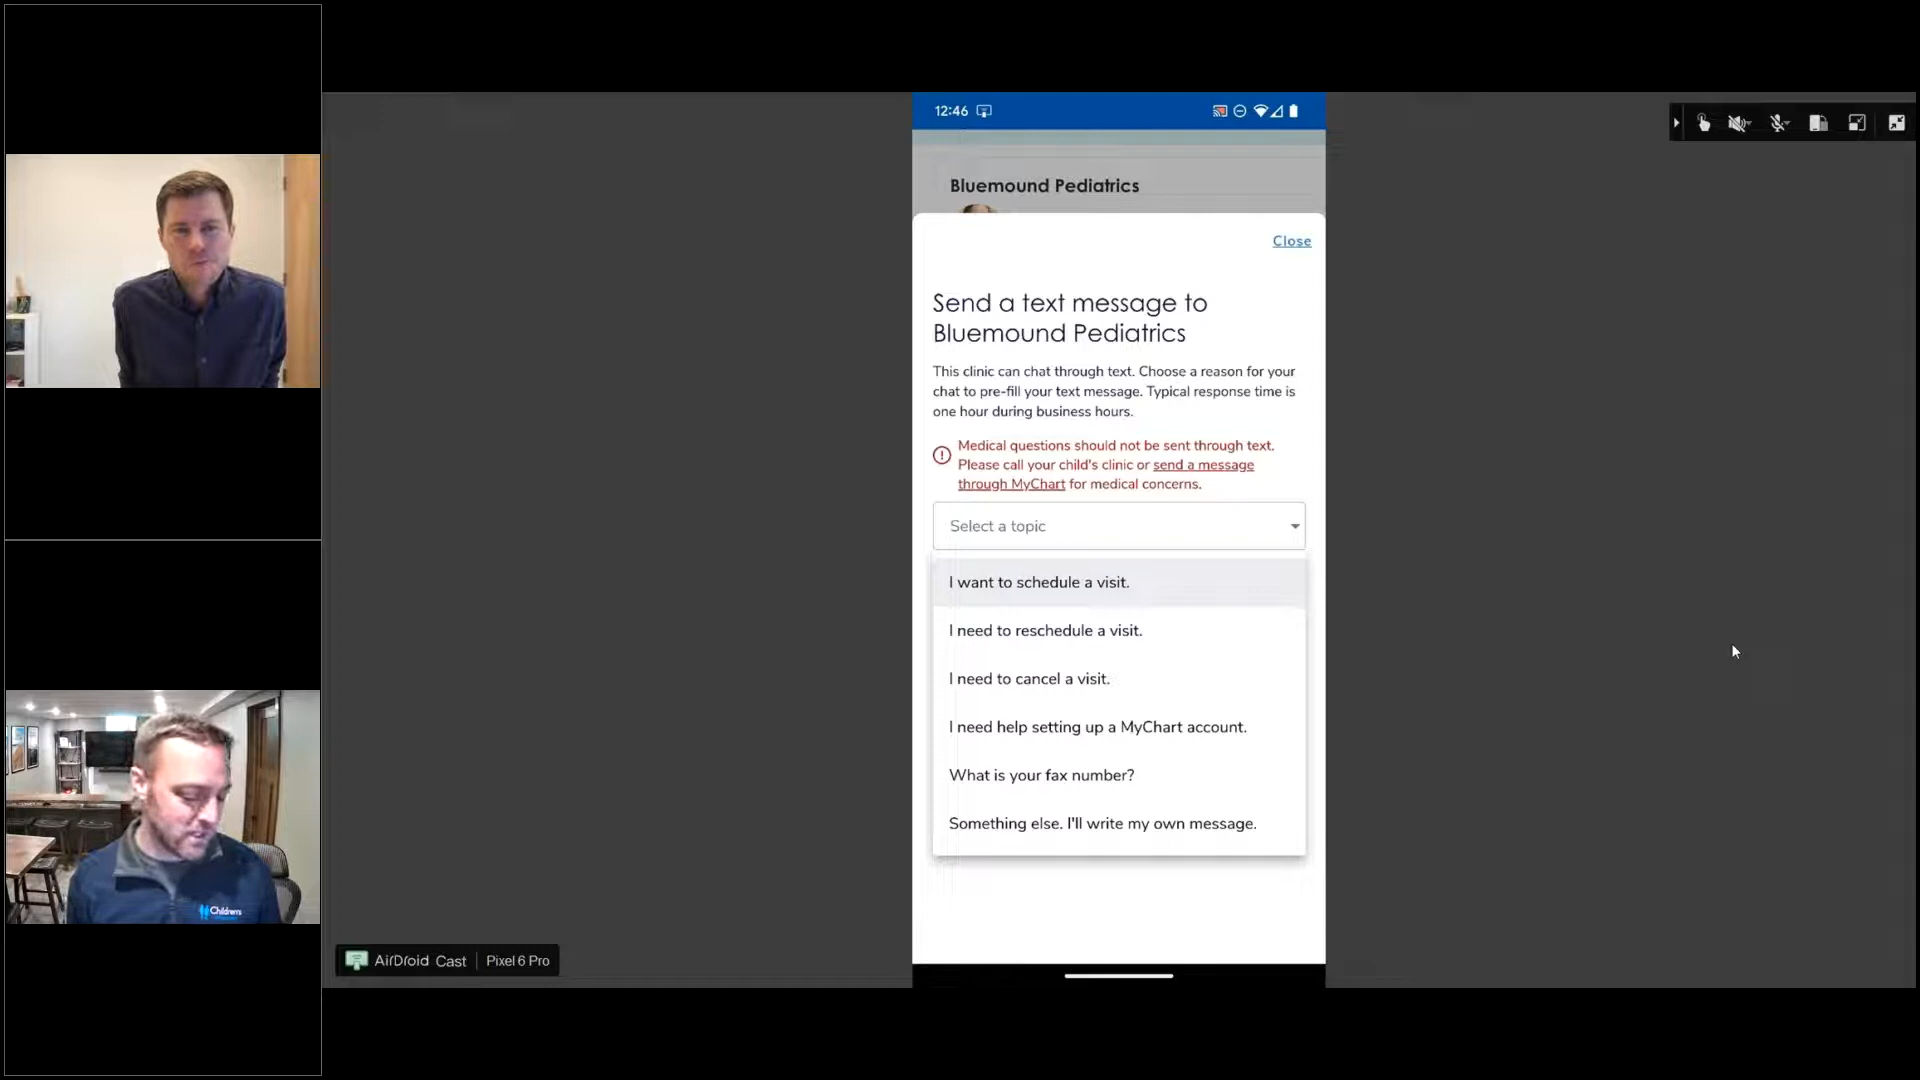 12:46
Bluemound Pediatrics
Close
Send a text message to
Bluemound Pediatrics
This clinic can chat through text. Choose a reason for your
chat to pre-fill your text message. Typical response time is
one hour during business hours.
Medical questions should not be sent through text.
Please call your child's clinic or send a message
through MyChart for medical concerns.
Select a topic
I want to schedule a visit.
I need to reschedule a visit.
I need to cancel a visit.
I need help setting up a MyChart account.
What is your fax number?
Something else. I'll write my own message.
Children's
AirDroid Cast | Pixel 6 Pro